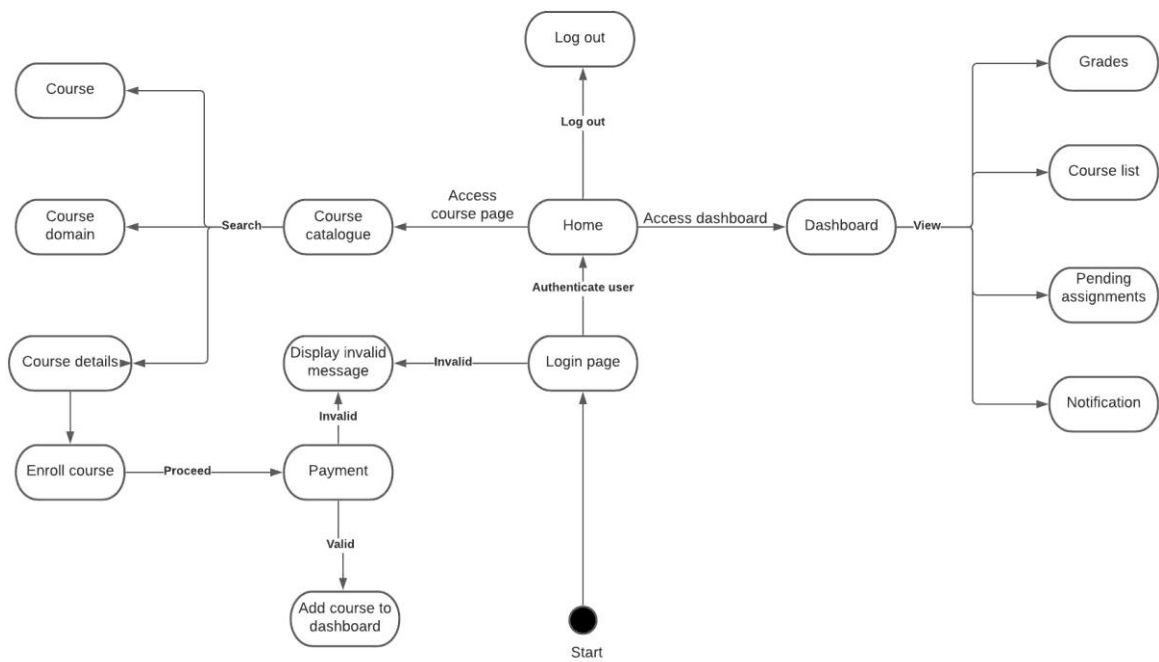 Log out
Grades
Course
Log out
Course list
Access
course page
Course
domain
Search
Course
catalogue
Home
Access dashboard
Dashboard
View
Authenticate user
Pending
assignments
Course details
Display invalid
message
Invalid
Login page
Invalid
Notification
Enroll course
Proceed
Payment
Valid
Add course to
dashboard
Start